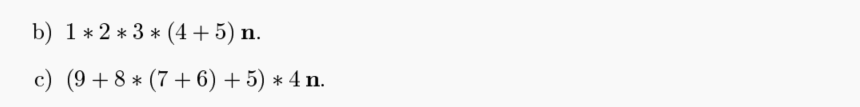 b) 1 * 2 * 3 * (4 + 5) n.
c) (9 + 8 * (7 + 6) + 5) * 4 n.